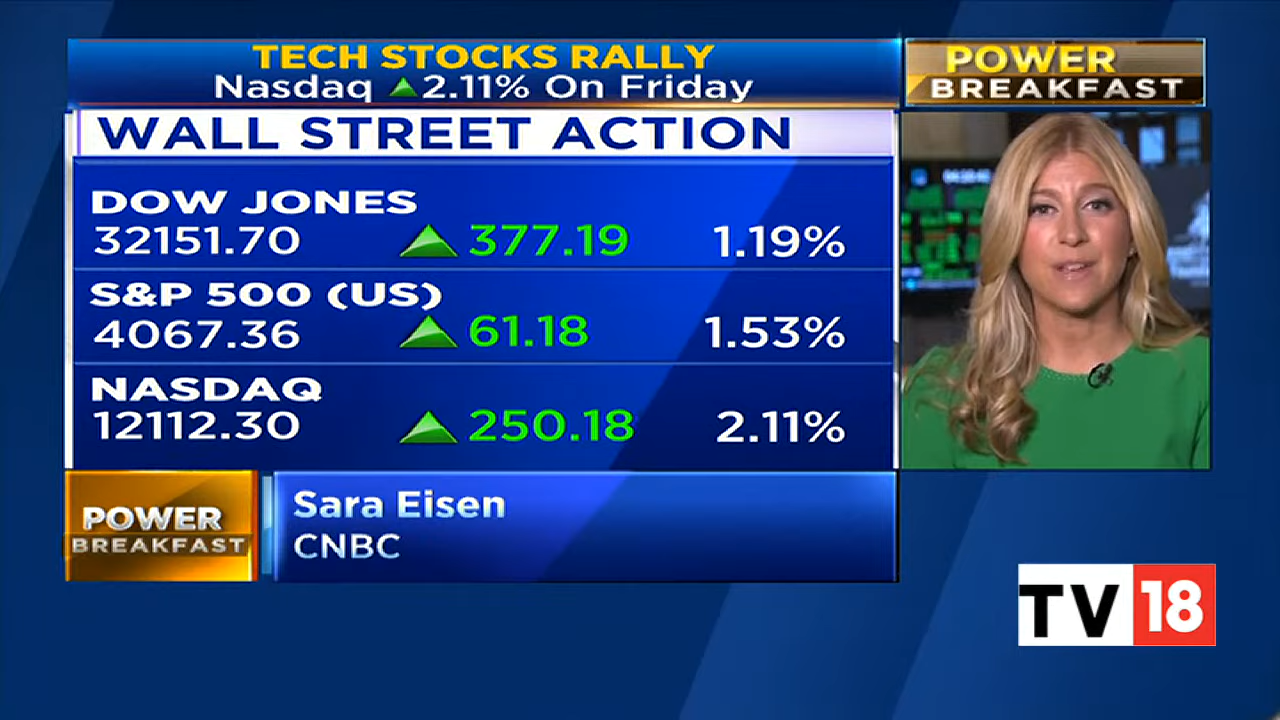 TECH STOCKS RALLY
Nasdaq ▲2.11% On Friday
POWER
BREAKFAST
WALL STREET ACTION
DOW JONES
32151.70 ▲ 377.19 1.19%
S&P 500 (US)
4067.36 ▲ 61.18 1.53%
NASDAQ
12112.30 ▲ 250.18 2.11%
POWER
BREAKFAST
Sara Eisen
CNBC
TV 18